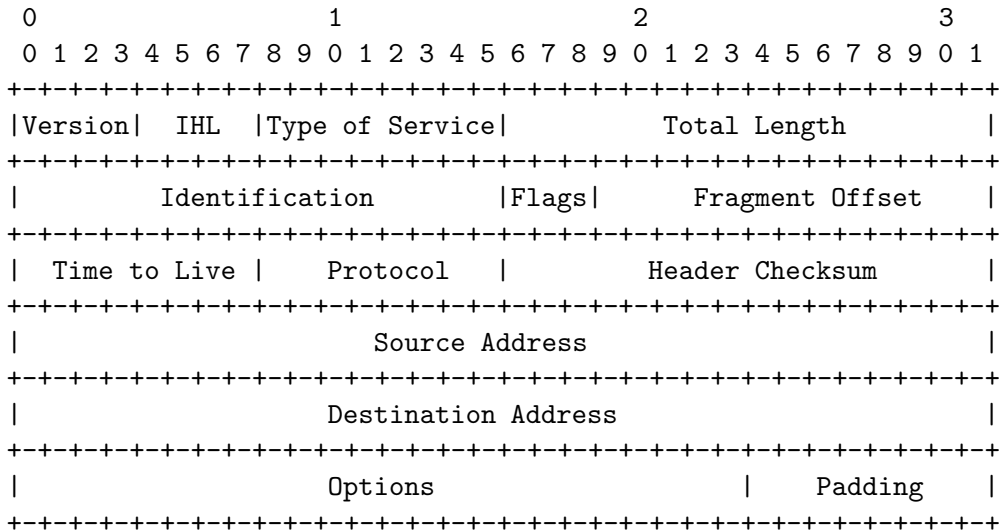 0                   1                   2                   3
0 1 2 3 4 5 6 7 8 9 0 1 2 3 4 5 6 7 8 9 0 1 2 3 4 5 6 7 8 9 0 1
+-+-+-+-+-+-+-+-+-+-+-+-+-+-+-+-+-+-+-+-+-+-+-+-+-+-+-+-+-+-+-+-+
|Version|  IHL  |Type of Service|          Total Length         |
+-+-+-+-+-+-+-+-+-+-+-+-+-+-+-+-+-+-+-+-+-+-+-+-+-+-+-+-+-+-+-+-+
|         Identification        |Flags|      Fragment Offset    |
+-+-+-+-+-+-+-+-+-+-+-+-+-+-+-+-+-+-+-+-+-+-+-+-+-+-+-+-+-+-+-+-+
|  Time to Live |    Protocol   |         Header Checksum       |
+-+-+-+-+-+-+-+-+-+-+-+-+-+-+-+-+-+-+-+-+-+-+-+-+-+-+-+-+-+-+-+-+
|                       Source Address                          |
+-+-+-+-+-+-+-+-+-+-+-+-+-+-+-+-+-+-+-+-+-+-+-+-+-+-+-+-+-+-+-+-+
|                    Destination Address                        |
+-+-+-+-+-+-+-+-+-+-+-+-+-+-+-+-+-+-+-+-+-+-+-+-+-+-+-+-+-+-+-+-+
|                    Options                    |    Padding    |
+-+-+-+-+-+-+-+-+-+-+-+-+-+-+-+-+-+-+-+-+-+-+-+-+-+-+-+-+-+-+-+-+